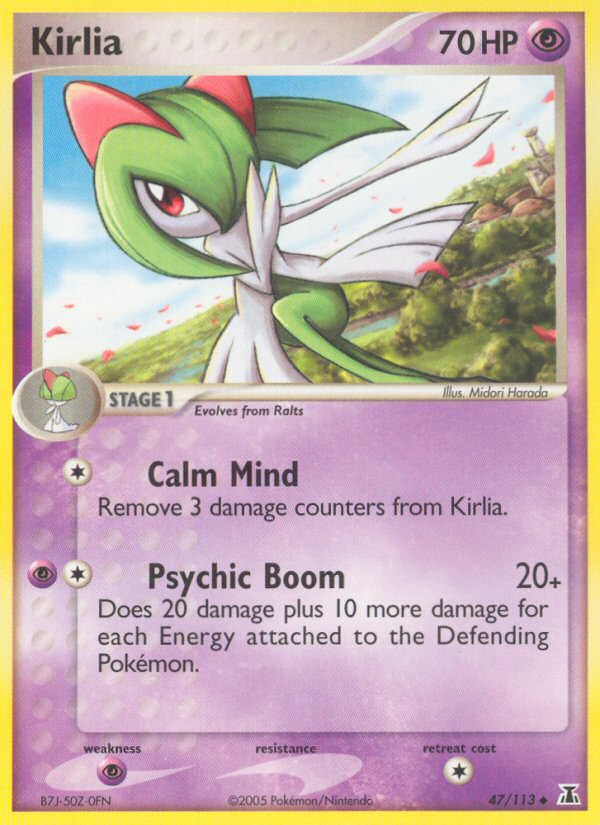 Kirlia 70 HP
Illus. Midori Harada
STAGE 1
Evolves from Ralts
Calm Mind
Remove 3 damage counters from Kirlia.
Psychic Boom 20+
Does 20 damage plus 10 more damage for
each Energy attached to the Defending
Pokémon.
weakness resistance retreat cost
B7J-50Z-0FN ©2005 Pokémon/Nintendo 47/113